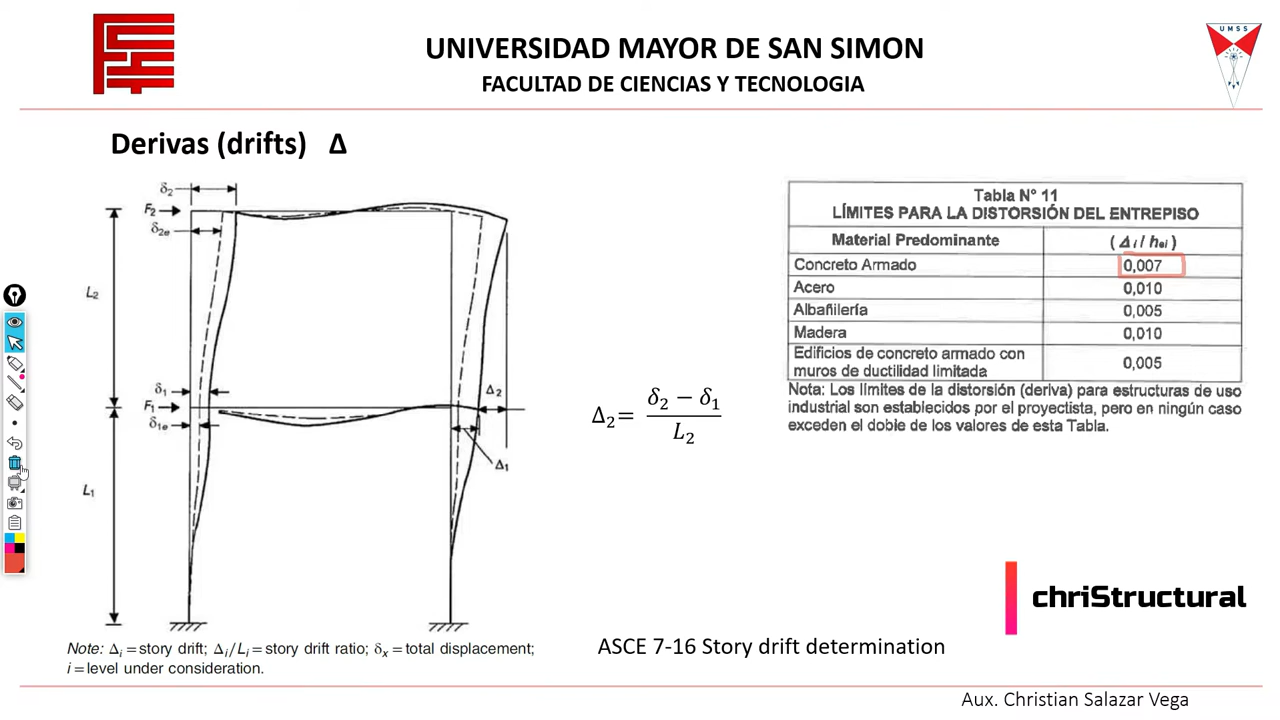 UNIVERSIDAD MAYOR DE SAN SIMON
FACULTAD DE CIENCIAS Y TECNOLOGIA
UMSS
Derivas (drifts) Δ
δ₂
F₂
δ₂ₑ
L₂
δ₁
F₁
δ₁ₑ
Δ₂
Δ₁
L₁
Note: Δᵢ = story drift; Δᵢ/Lᵢ = story drift ratio; δₓ = total displacement;
i = level under consideration.
Δ₂= (δ₂ − δ₁) / L₂
Tabla N° 11
LÍMITES PARA LA DISTORSIÓN DEL ENTREPISO
Material Predominante (Δᵢ / hₑᵢ)
Concreto Armado 0,007
Acero 0,010
Albañilería 0,005
Madera 0,010
Edificios de concreto armado con
muros de ductilidad limitada 0,005
Nota: Los límites de la distorsión (deriva) para estructuras de uso
industrial son establecidos por el proyectista, pero en ningún caso
exceden el doble de los valores de esta Tabla.
chriStructural
ASCE 7-16 Story drift determination
Aux. Christian Salazar Vega